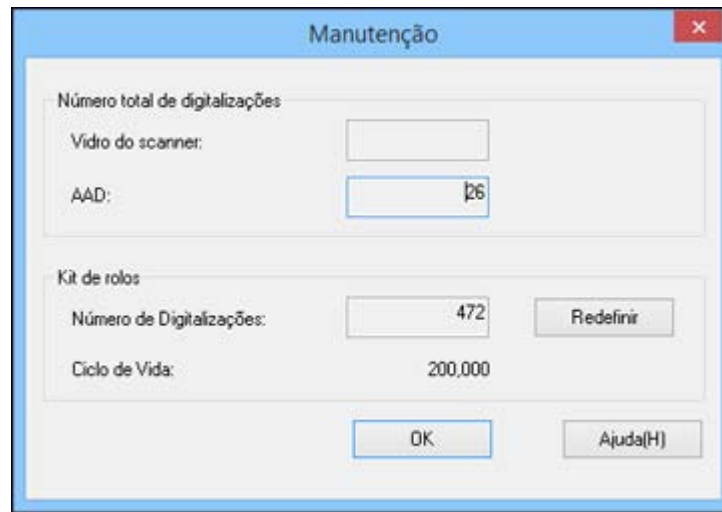 Manutenção
Número total de digitalizações
Vidro do scanner:
AAD: 26
Kit de rolos
Número de Digitalizações: 472 Redefinir
Ciclo de Vida: 200,000
OK Ajuda(H)